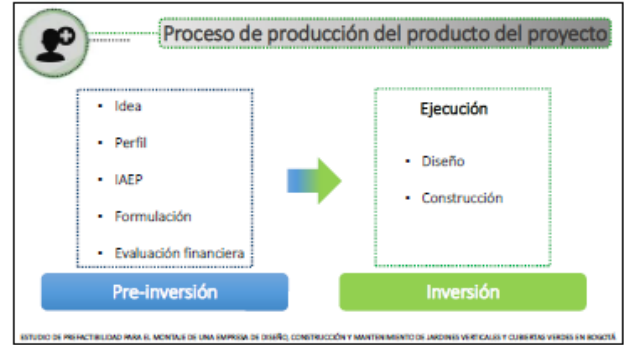 Proceso de producción del producto del proyecto
▪ Idea
▪ Perfil
▪ IAEP
▪ Formulación
▪ Evaluación financiera
Pre-inversión
Ejecución
▪ Diseño
▪ Construcción
Inversión
ESTUDIO DE PREFACTIBILIDAD PARA EL MONTAJE DE UNA EMPRESA DE DISEÑO, CONSTRUCCIÓN Y MANTENIMIENTO DE JARDINES VERTICALES Y CUBIERTAS VERDES EN BOGOTÁ